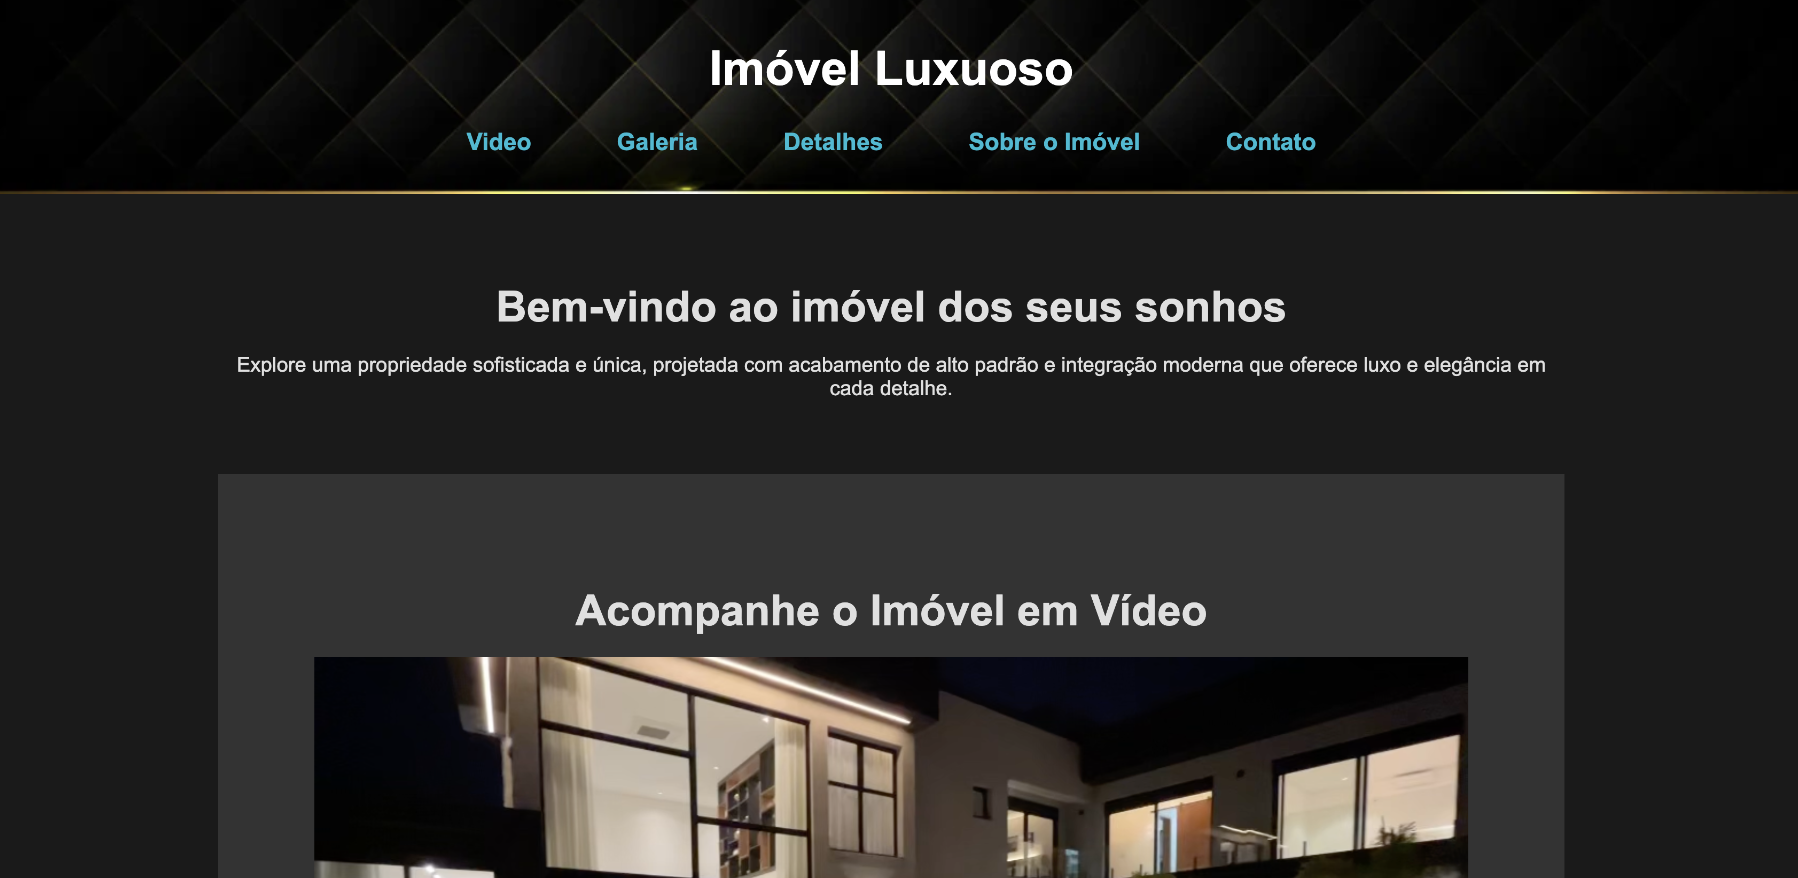 Imóvel Luxuoso
Video Galeria Detalhes Sobre o Imóvel Contato
Bem-vindo ao imóvel dos seus sonhos
Explore uma propriedade sofisticada e única, projetada com acabamento de alto padrão e integração moderna que oferece luxo e elegância em
cada detalhe.
Acompanhe o Imóvel em Vídeo